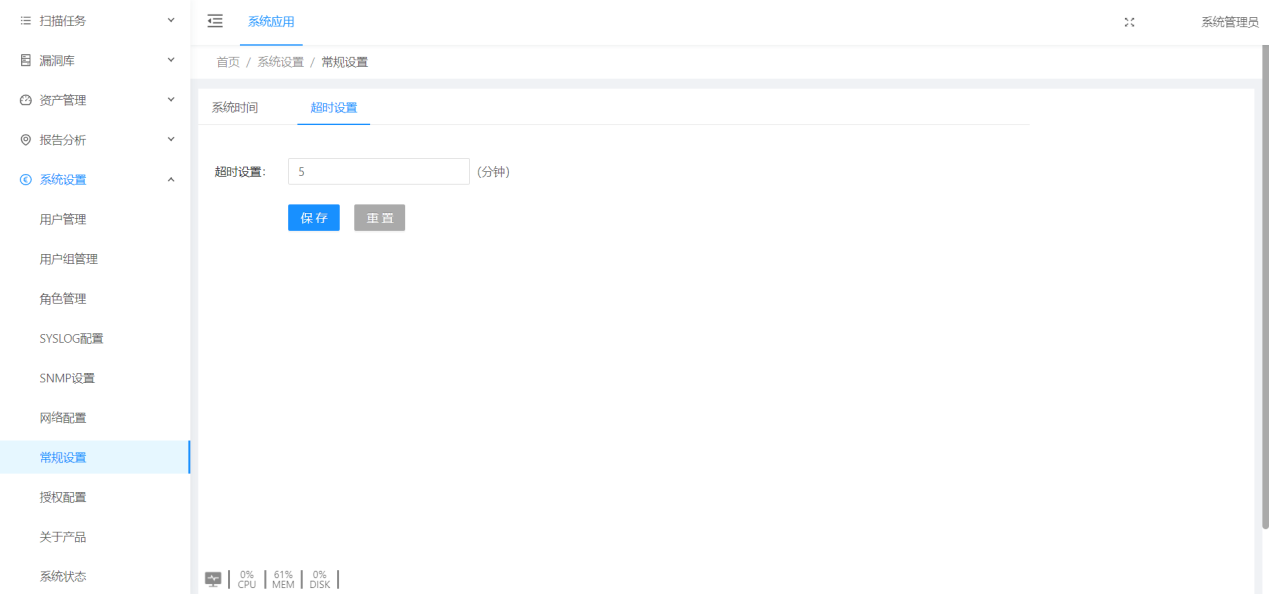 扫描任务
漏洞库
资产管理
报告分析
系统设置
用户管理
用户组管理
角色管理
SYSLOG配置
SNMP设置
网络配置
常规设置
授权配置
关于产品
系统状态
系统应用
系统管理员
首页 / 系统设置 / 常规设置
系统时间 超时设置
超时设置: 5 (分钟)
保存 重置
0% 61% 0%
CPU MEM DISK